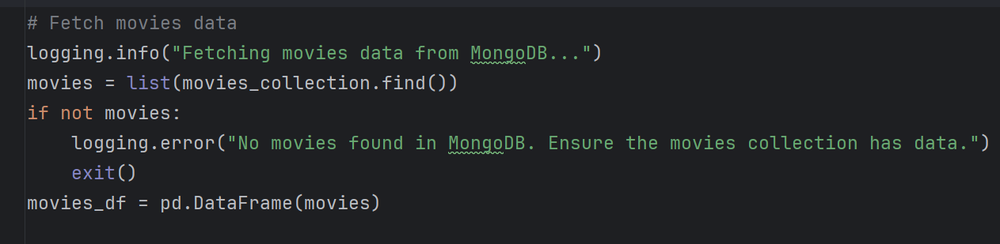 # Fetch movies data
logging.info("Fetching movies data from MongoDB...")
movies = list(movies_collection.find())
if not movies:
    logging.error("No movies found in MongoDB. Ensure the movies collection has data.")
    exit()
movies_df = pd.DataFrame(movies)